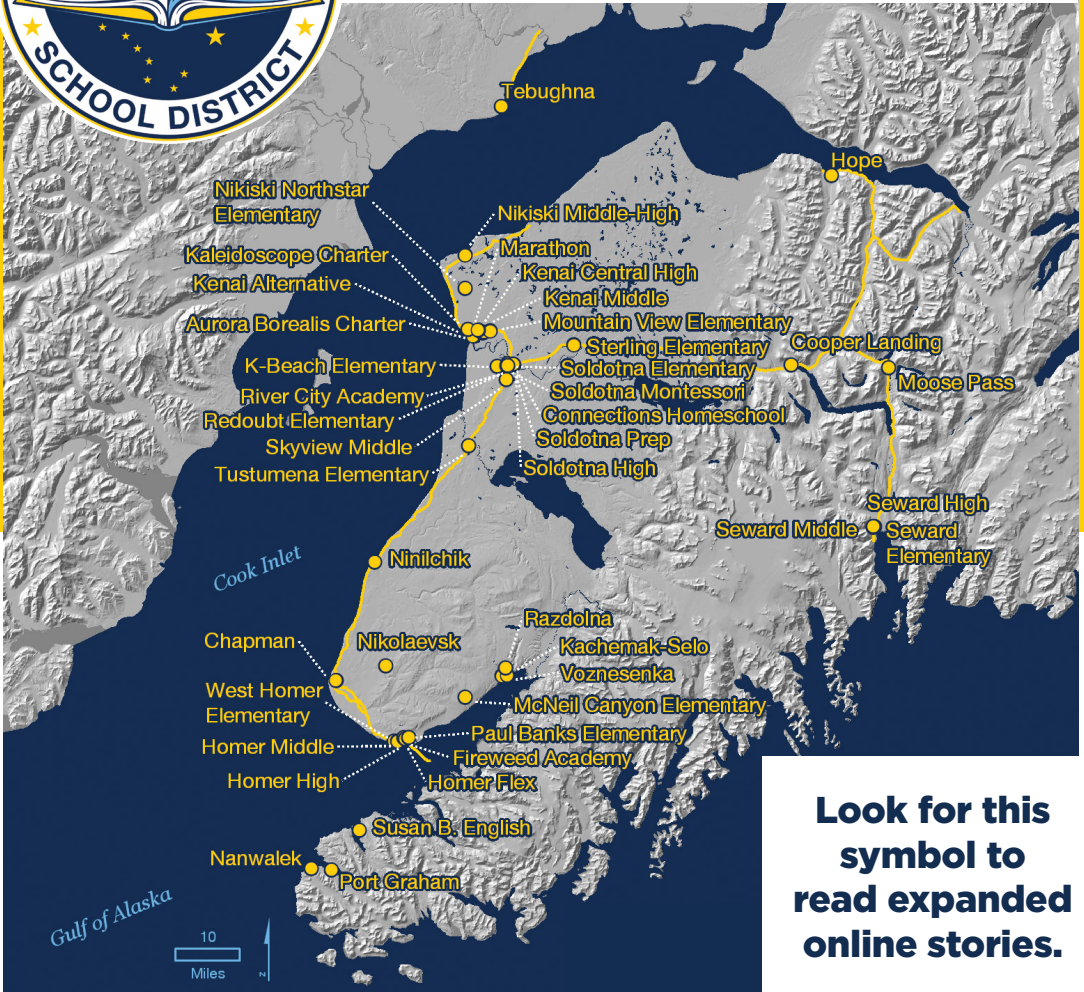 SCHOOL DISTRICT
Tebughna
Hope
Nikiski Northstar
Elementary
Nikiski Middle-High
Kaleidoscope Charter
Marathon
Kenai Central High
Kenai Alternative
Kenai Middle
Aurora Borealis Charter
Mountain View Elementary
Sterling Elementary
Cooper Landing
K-Beach Elementary
Soldotna Elementary
Moose Pass
River City Academy
Soldotna Montessori
Redoubt Elementary
Connections Homeschool
Skyview Middle
Soldotna Prep
Tustumena Elementary
Soldotna High
Seward High
Seward Middle
Seward
Elementary
Cook Inlet
Ninilchik
Razdolna
Chapman
Nikolaevsk
Kachemak-Selo
Voznesenka
West Homer
Elementary
McNeil Canyon Elementary
Paul Banks Elementary
Homer Middle
Fireweed Academy
Homer High
Homer Flex
Susan B. English
Nanwalek
Port Graham
Gulf of Alaska
10
Miles
N
Look for this
symbol to
read expanded
online stories.